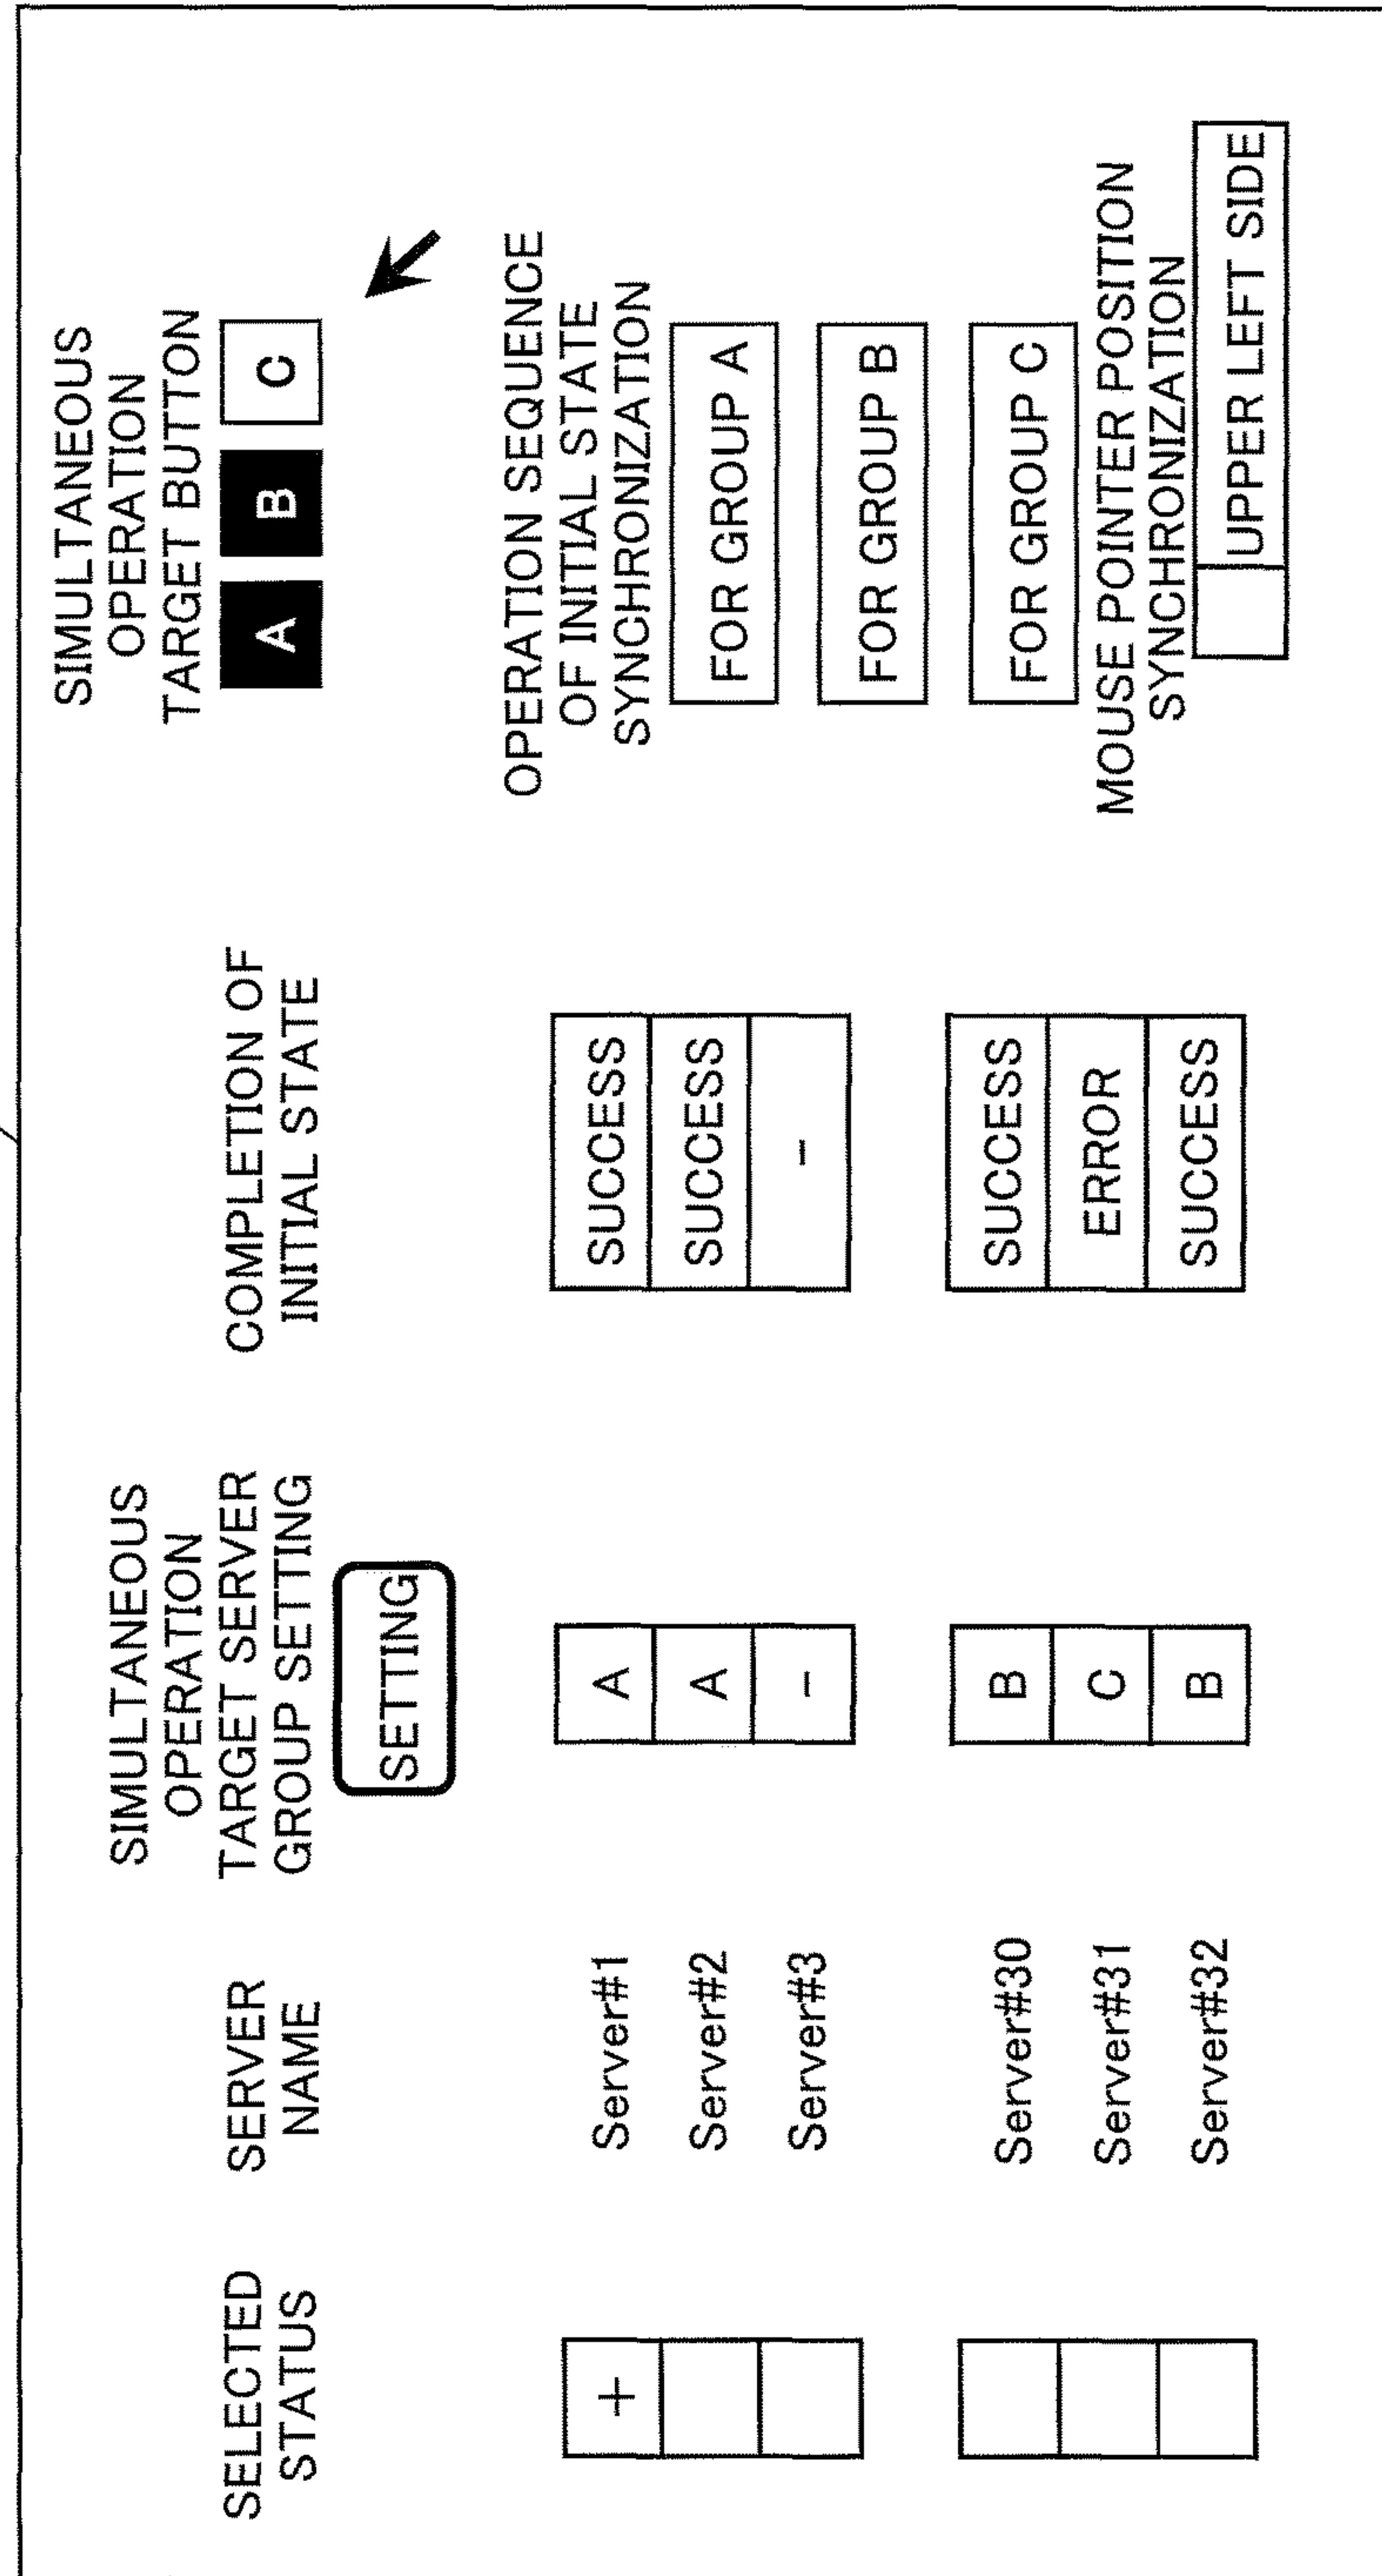 SELECTED
STATUS
SERVER
NAME
SIMULTANEOUS
OPERATION
TARGET SERVER
GROUP SETTING
SETTING
COMPLETION OF
INITIAL STATE
SIMULTANEOUS
OPERATION
TARGET BUTTON
A B C
+ Server#1 A SUCCESS
Server#2 A SUCCESS
Server#3 - -
Server#30 B SUCCESS
Server#31 C ERROR
Server#32 B SUCCESS
OPERATION SEQUENCE
OF INITIAL STATE
SYNCHRONIZATION
FOR GROUP A
FOR GROUP B
FOR GROUP C
MOUSE POINTER POSITION
SYNCHRONIZATION
UPPER LEFT SIDE